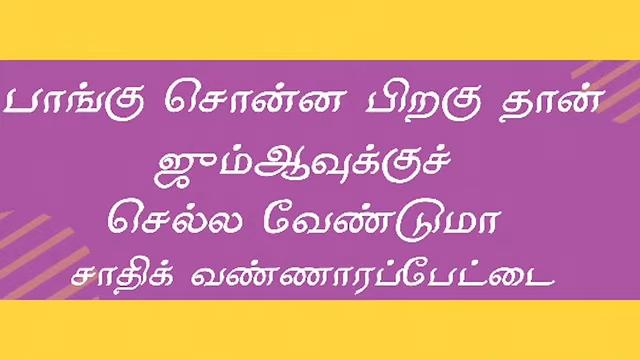 பாங்கு சொன்ன பிறகு தான்
ஜும்ஆவுக்குச்
செல்ல வேண்டுமா
சாதிக் வண்ணாரப்பேட்டை